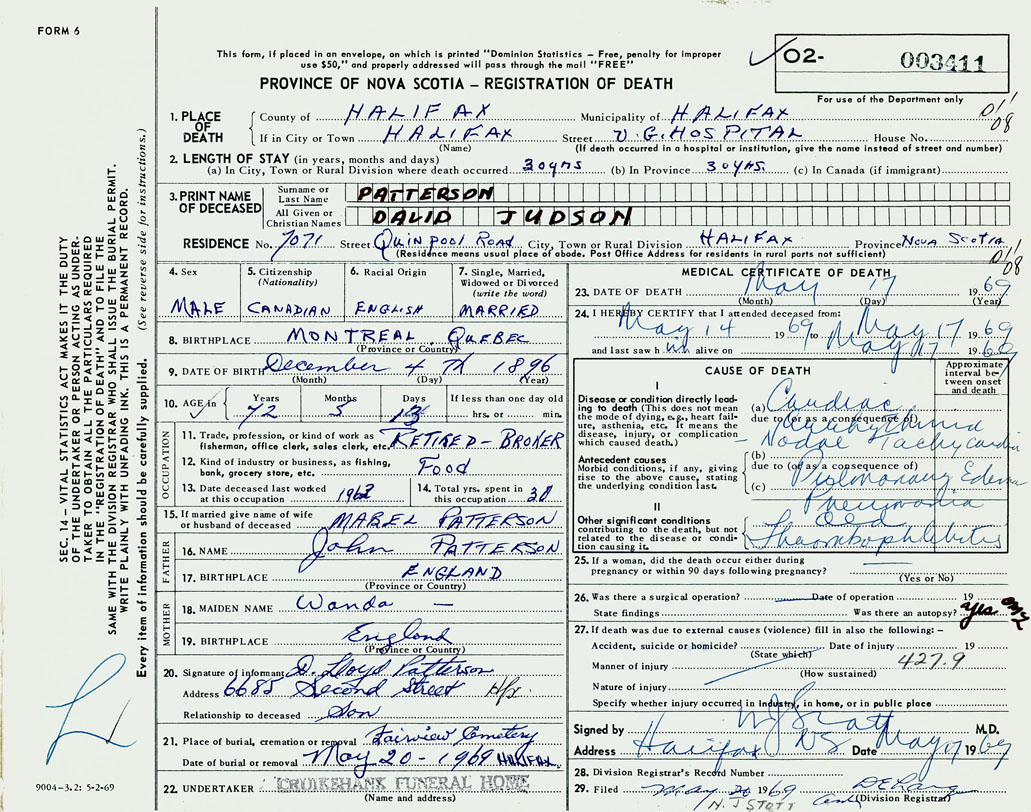 FORM 6
This form, if placed in an envelope, on which is printed "Dominion Statistics – Free, penalty for improper
use $50," and properly addressed will pass through the mail "FREE"
PROVINCE OF NOVA SCOTIA – REGISTRATION OF DEATH
02- 003411
For use of the Department only
1. PLACE OF DEATH
County of HALIFAX Municipality of HALIFAX
If in City or Town HALIFAX Street V.G. HOSPITAL House No.
(Name) (If death occurred in a hospital or institution, give the name instead of street and number)
01/08
2. LENGTH OF STAY (in years, months and days)
(a) In City, Town or Rural Division where death occurred 30 yrs (b) In Province 30 yrs. (c) In Canada (if immigrant)
3. PRINT NAME OF DECEASED
Surname or Last Name PATTERSON
All Given or Christian Names DAVID JUDSON
RESIDENCE No. 7071 Street Quinpool Road City, Town or Rural Division HALIFAX Province Nova Scotia
(Residence means usual place of abode. Post Office Address for residents in rural parts not sufficient)
01/08
4. Sex MALE
5. Citizenship (Nationality) CANADIAN
6. Racial Origin ENGLISH
7. Single, Married, Widowed or Divorced (write the word) MARRIED
8. BIRTHPLACE MONTREAL QUEBEC
(Province or Country)
9. DATE OF BIRTH December 4 TH 1896
(Month) (Day) (Year)
10. AGE in Years 72 Months 5 Days 13 If less than one day old
hrs. or min.
OCCUPATION
11. Trade, profession, or kind of work as fisherman, office clerk, sales clerk, etc. RETIRED – BROKER
12. Kind of industry or business, as fishing, bank, grocery store, etc. Food
13. Date deceased last worked at this occupation
14. Total yrs. spent in this occupation 30
15. If married give name of wife or husband of deceased MABEL PATTERSON
FATHER
16. NAME John PATTERSON
17. BIRTHPLACE ENGLAND
(Province or Country)
MOTHER
18. MAIDEN NAME Wanda —
19. BIRTHPLACE England
(Province or Country)
20. Signature of informant D. Lloyd Patterson
Address 6685 Second Street Hfx
Relationship to deceased Son
21. Place of burial, cremation or removal Fairview Cemetery
Date of burial or removal May 20 - 1969 HALIFAX
22. UNDERTAKER CRUIKSHANK FUNERAL HOME
(Name and address)
MEDICAL CERTIFICATE OF DEATH
23. DATE OF DEATH May 17 1969
(Month) (Day) (Year)
24. I HEREBY CERTIFY that I attended deceased from:
May 14 1969 to May 17 1969
and last saw him alive on May 17 1969
CAUSE OF DEATH
Approximate interval between onset and death
I
Disease or condition directly leading to death (This does not mean the mode of dying, e.g., heart failure, asthenia, etc. It means the disease, injury, or complication which caused death.)
(a) Cardiac
due to (or as a consequence of)
– Nodal Tachycardia
Antecedent causes
Morbid conditions, if any, giving rise to the above cause, stating the underlying condition last.
(b)
due to (or as a consequence of)
Pulmonary Edema
(c) Pneumonia
II
Other significant conditions contributing to the death, but not related to the disease or condition causing it.
Thrombophlebitis
25. If a woman, did the death occur either during pregnancy or within 90 days following pregnancy?
(Yes or No)
26. Was there a surgical operation? Date of operation 19
State findings Was there an autopsy? yes
27. If death was due to external causes (violence) fill in also the following: –
Accident, suicide or homicide? Date of injury 19
(State which)
Manner of injury 427.9
(How sustained)
Nature of injury
Specify whether injury occurred in Industry, in home, or in public place
Signed by M.D.
Address Halifax NS Date May 17 1969
28. Division Registrar's Record Number
29. Filed May 20 1969
N. J STOTT (Division Registrar)
SEC. 14 – VITAL STATISTICS ACT MAKES IT THE DUTY
OF THE UNDERTAKER OR PERSON ACTING AS UNDER-
TAKER TO OBTAIN ALL THE PARTICULARS REQUIRED
IN THE "REGISTRATION OF DEATH" AND TO FILE THE
SAME WITH THE DIVISION REGISTRAR WHO SHALL ISSUE THE BURIAL PERMIT.
WRITE PLAINLY WITH UNFADING INK. THIS IS A PERMANENT RECORD.
Every item of information should be carefully supplied. (See reverse side for instructions.)
9004-3.2: 5-2-69